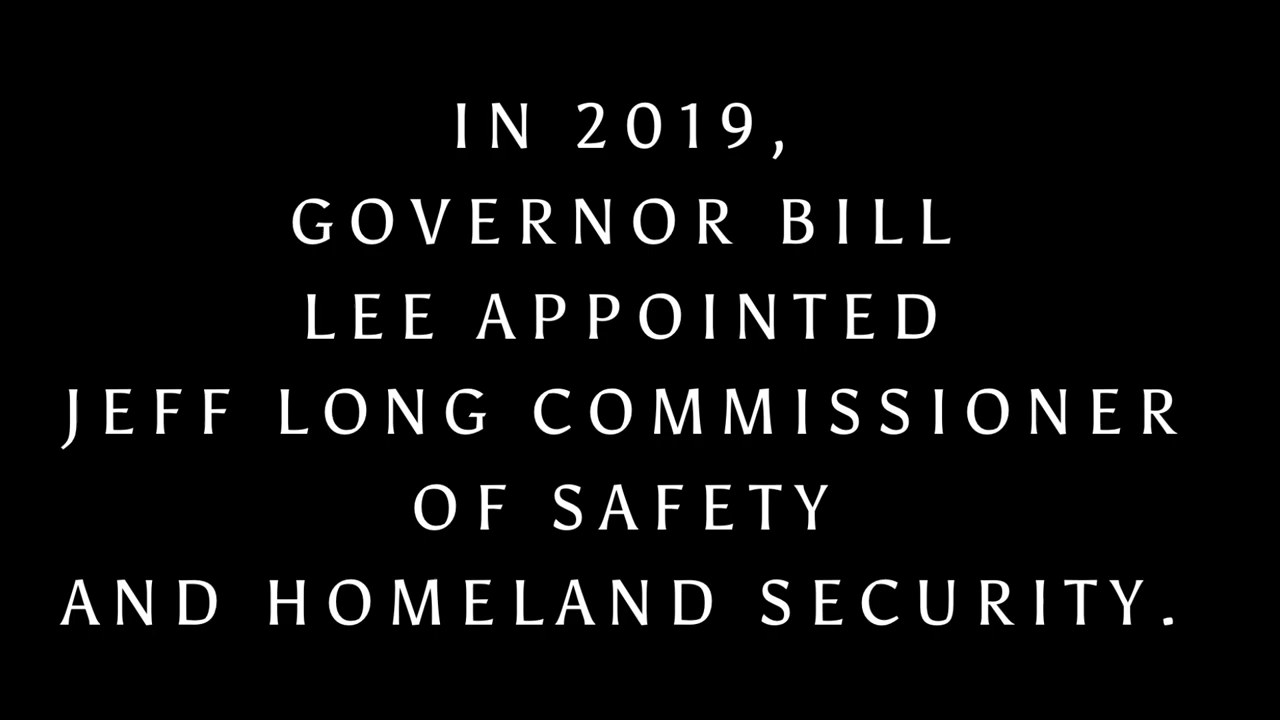 IN 2019,
GOVERNOR BILL
LEE APPOINTED
JEFF LONG COMMISSIONER
OF SAFETY
AND HOMELAND SECURITY.